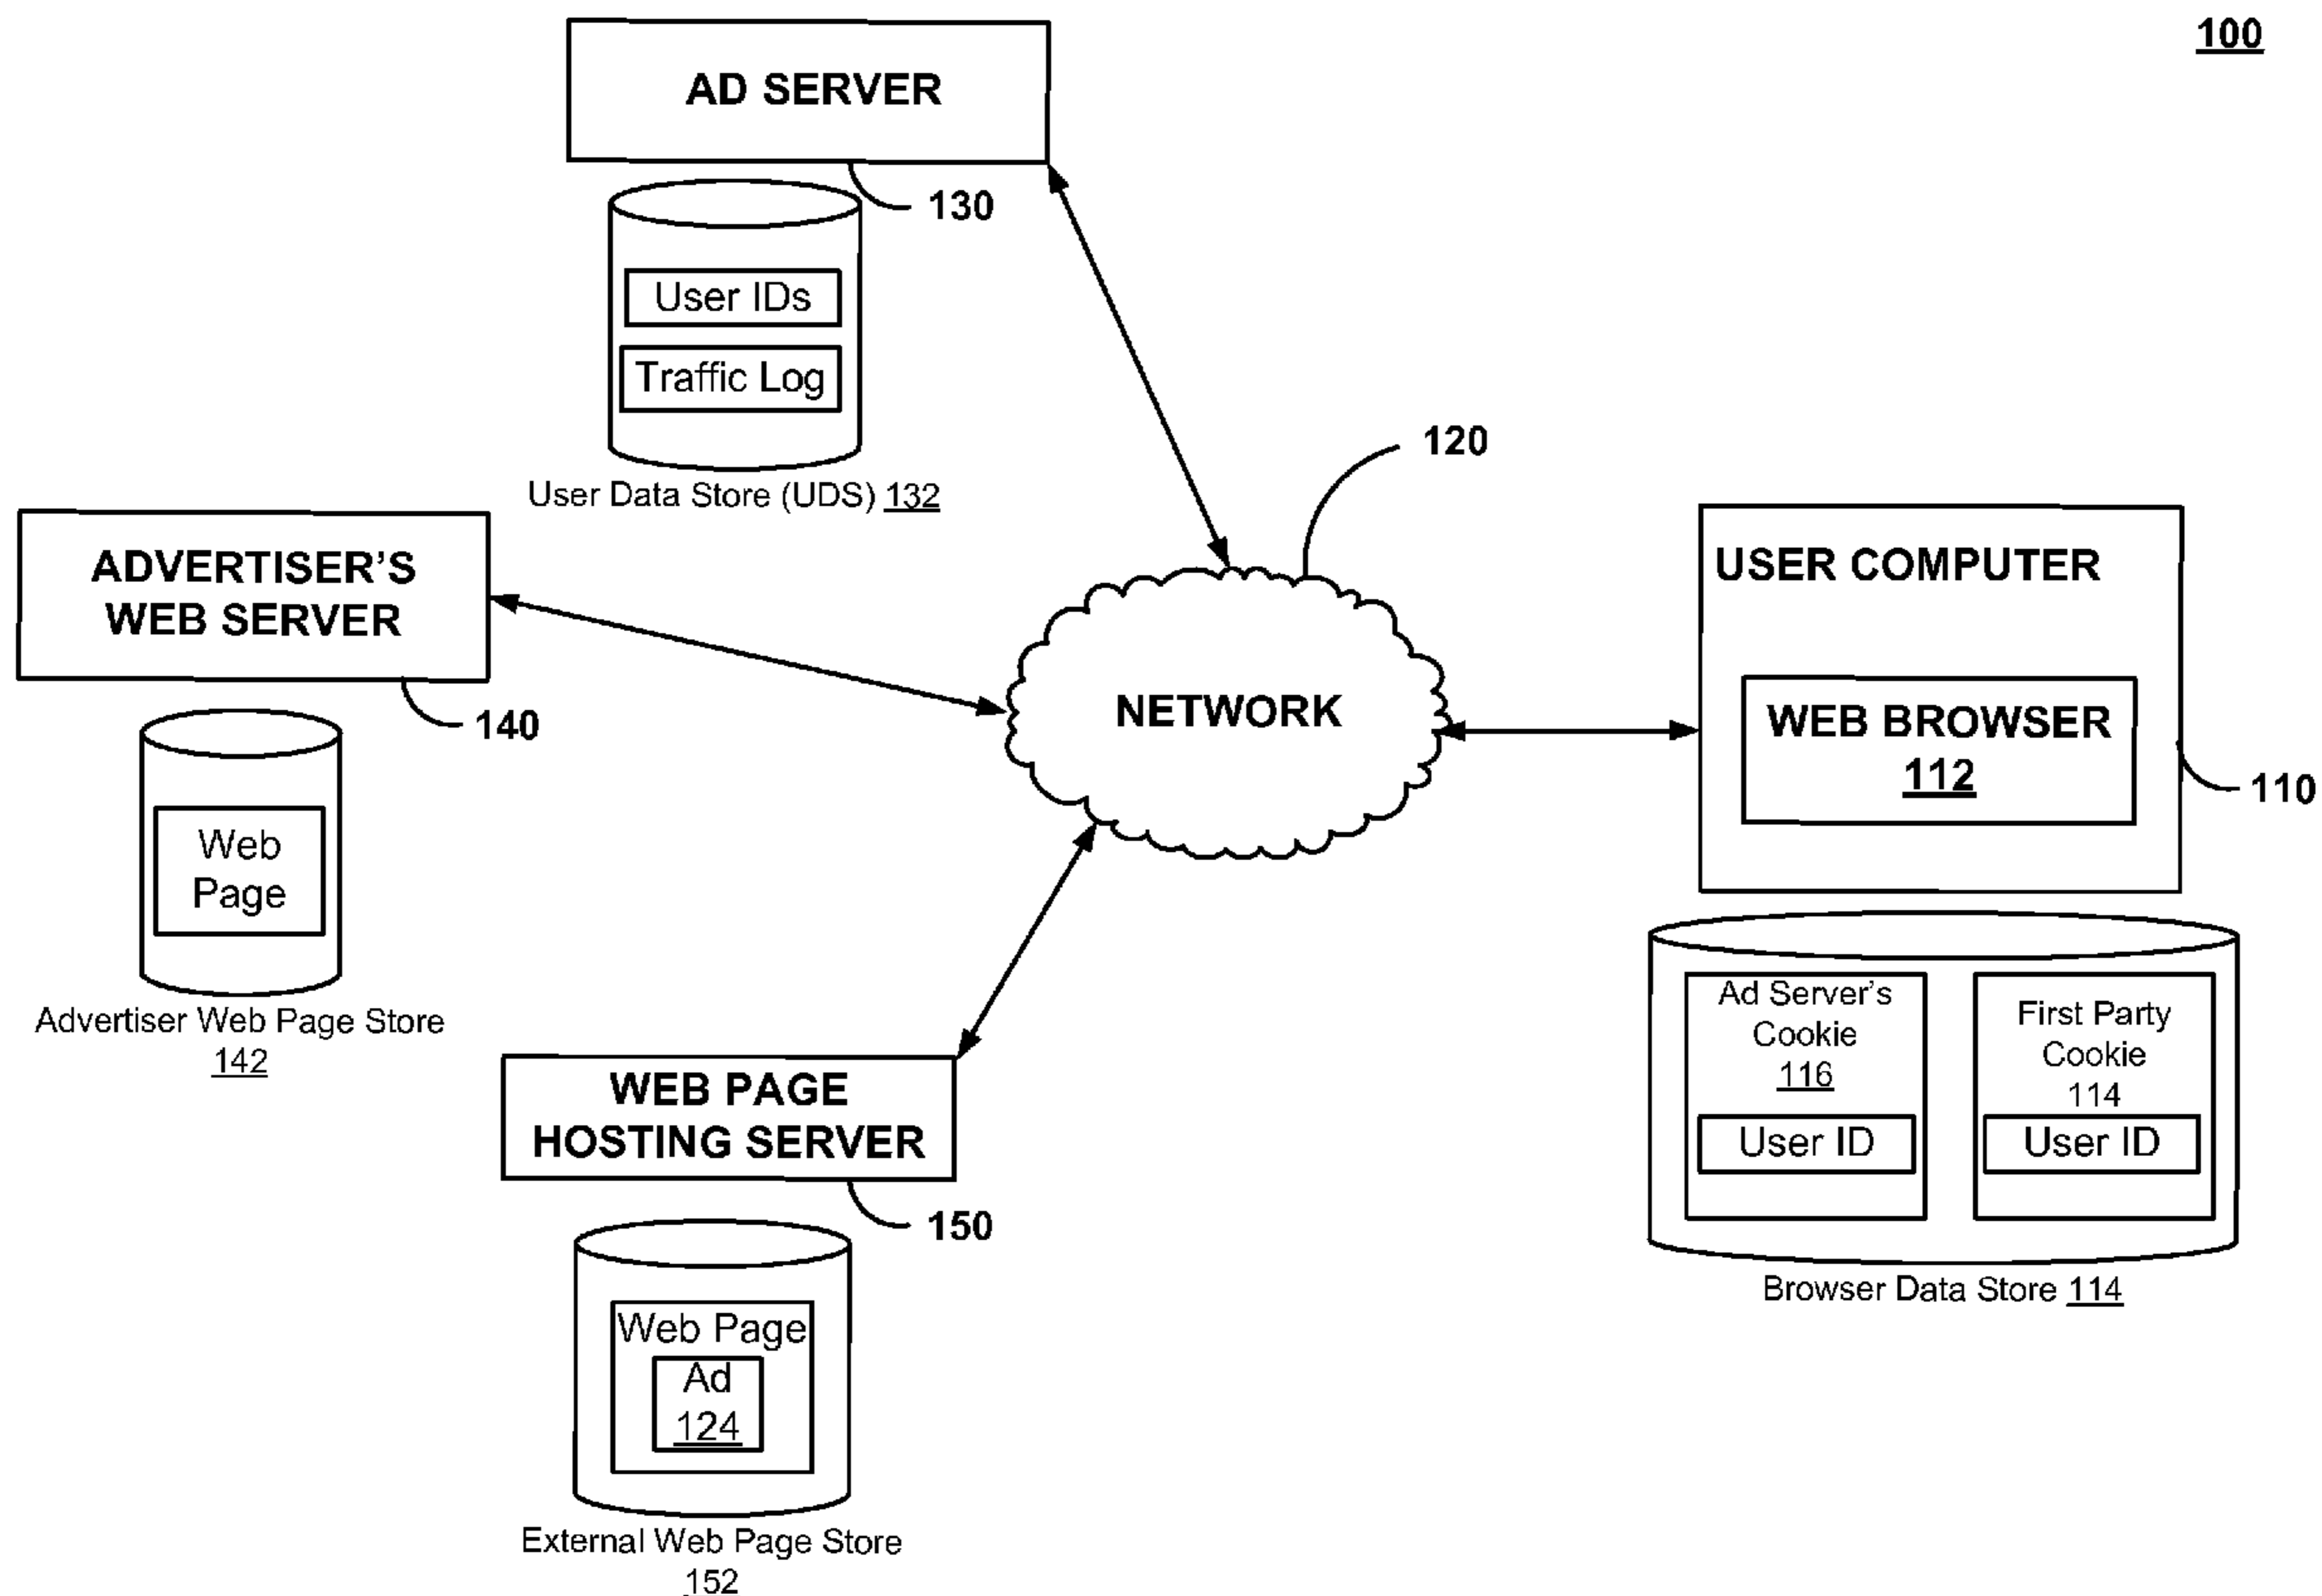 100
AD SERVER
130
User IDs
Traffic Log
User Data Store (UDS) 132
120
ADVERTISER’S
WEB SERVER
140
Web
Page
Advertiser Web Page Store
142
NETWORK
USER COMPUTER
WEB BROWSER
112
110
Ad Server’s
Cookie
116
User ID
First Party
Cookie
114
User ID
Browser Data Store 114
WEB PAGE
HOSTING SERVER
150
Web Page
Ad
124
External Web Page Store
152